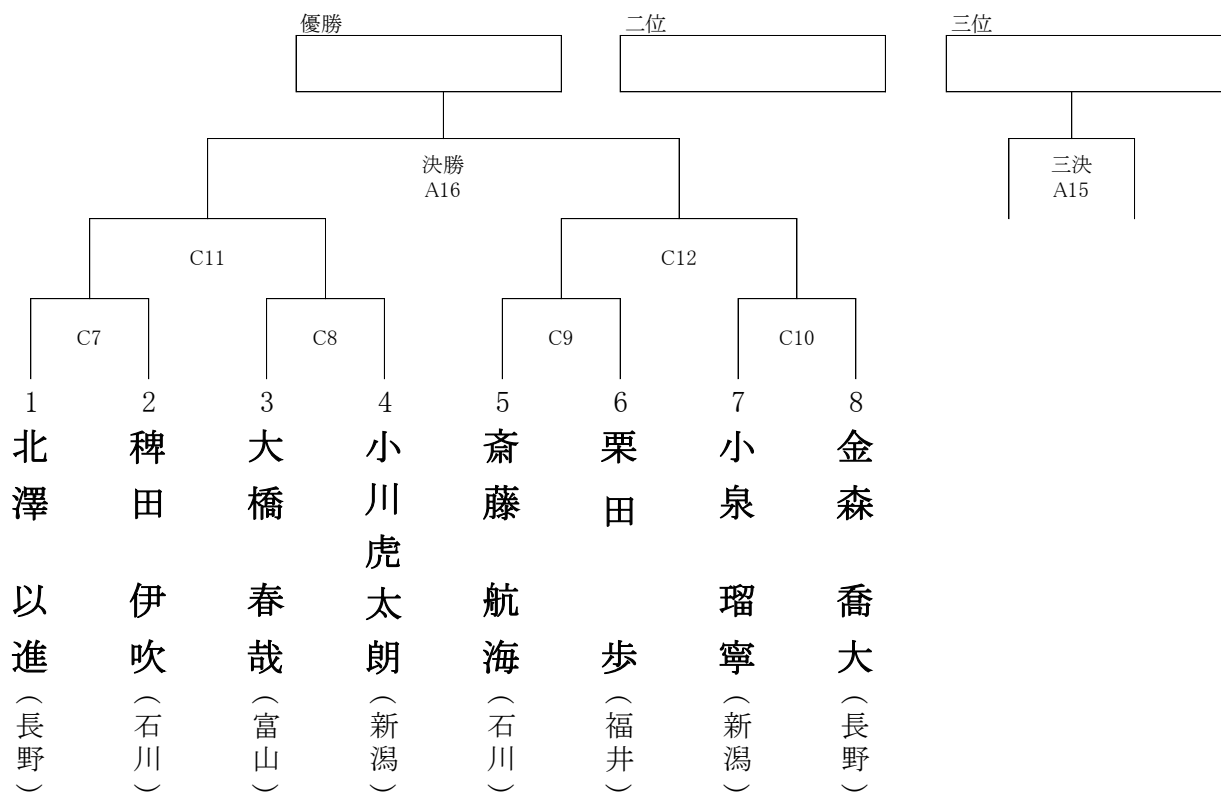 優勝
二位
三位
決勝
A16
三決
A15
C11
C12
C7
C8
C9
C10
1
北澤 以進
(長野)
2
稗田 伊吹
(石川)
3
大橋 春哉
(富山)
4
小川虎太朗
(新潟)
5
斎藤 航海
(石川)
6
栗田 歩
(福井)
7
小泉 瑠寧
(新潟)
8
金森 喬大
(長野)